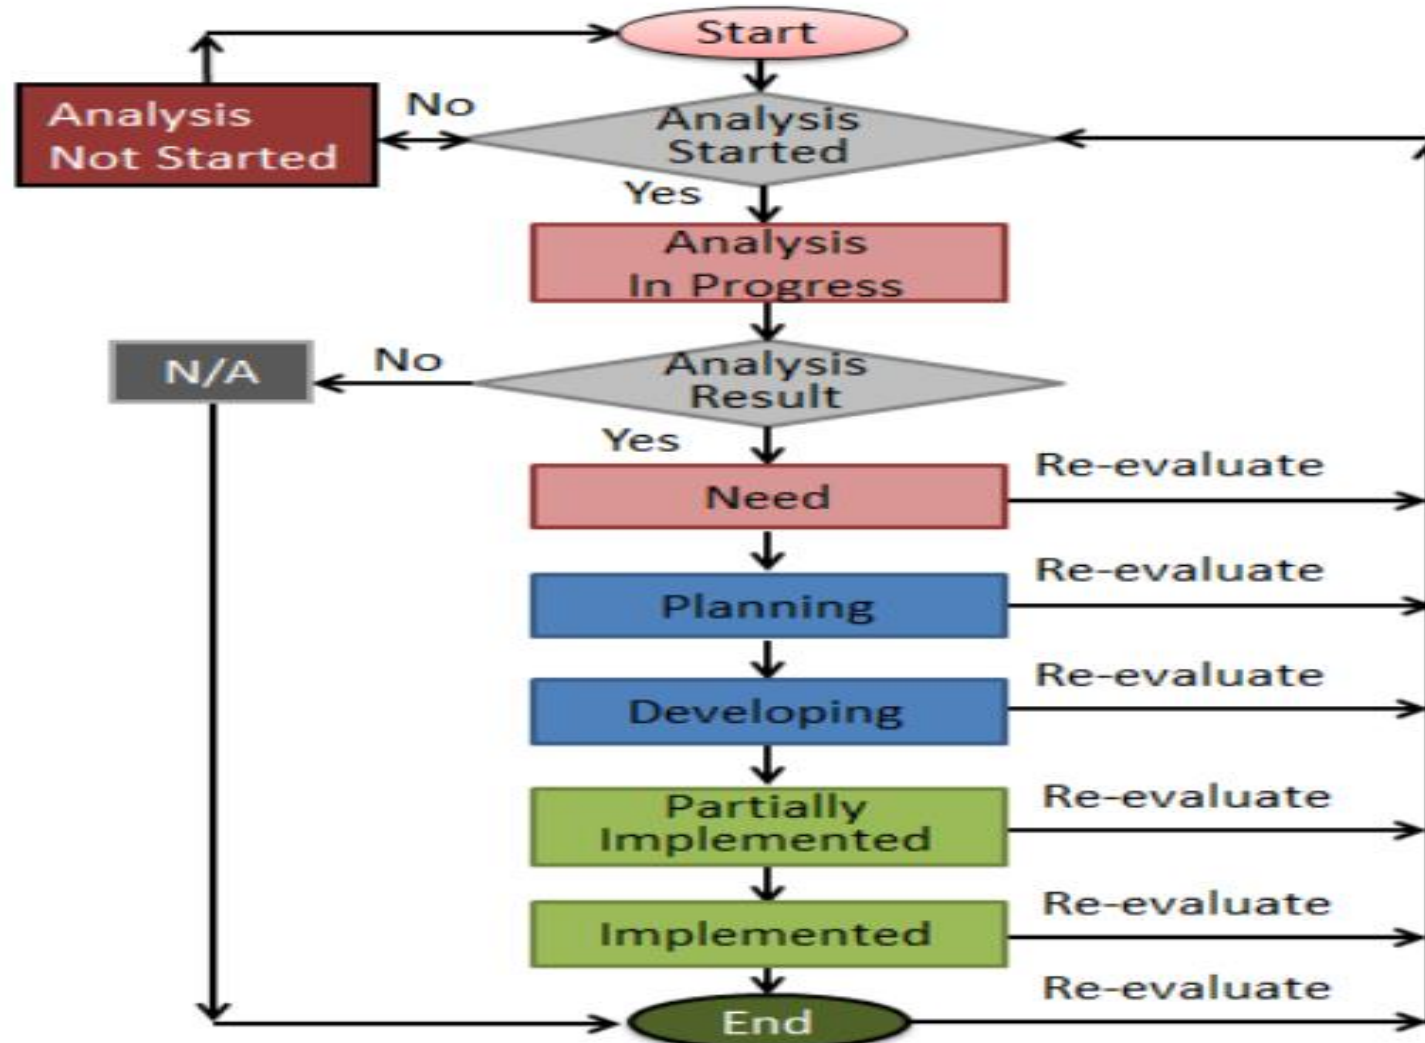 Start
No
Analysis
Not Started
Analysis
Started
Yes
Analysis
In Progress
N/A
No
Analysis
Result
Yes
Need
Re-evaluate
Planning
Re-evaluate
Developing
Re-evaluate
Partially
Implemented
Re-evaluate
Implemented
Re-evaluate
End
Re-evaluate